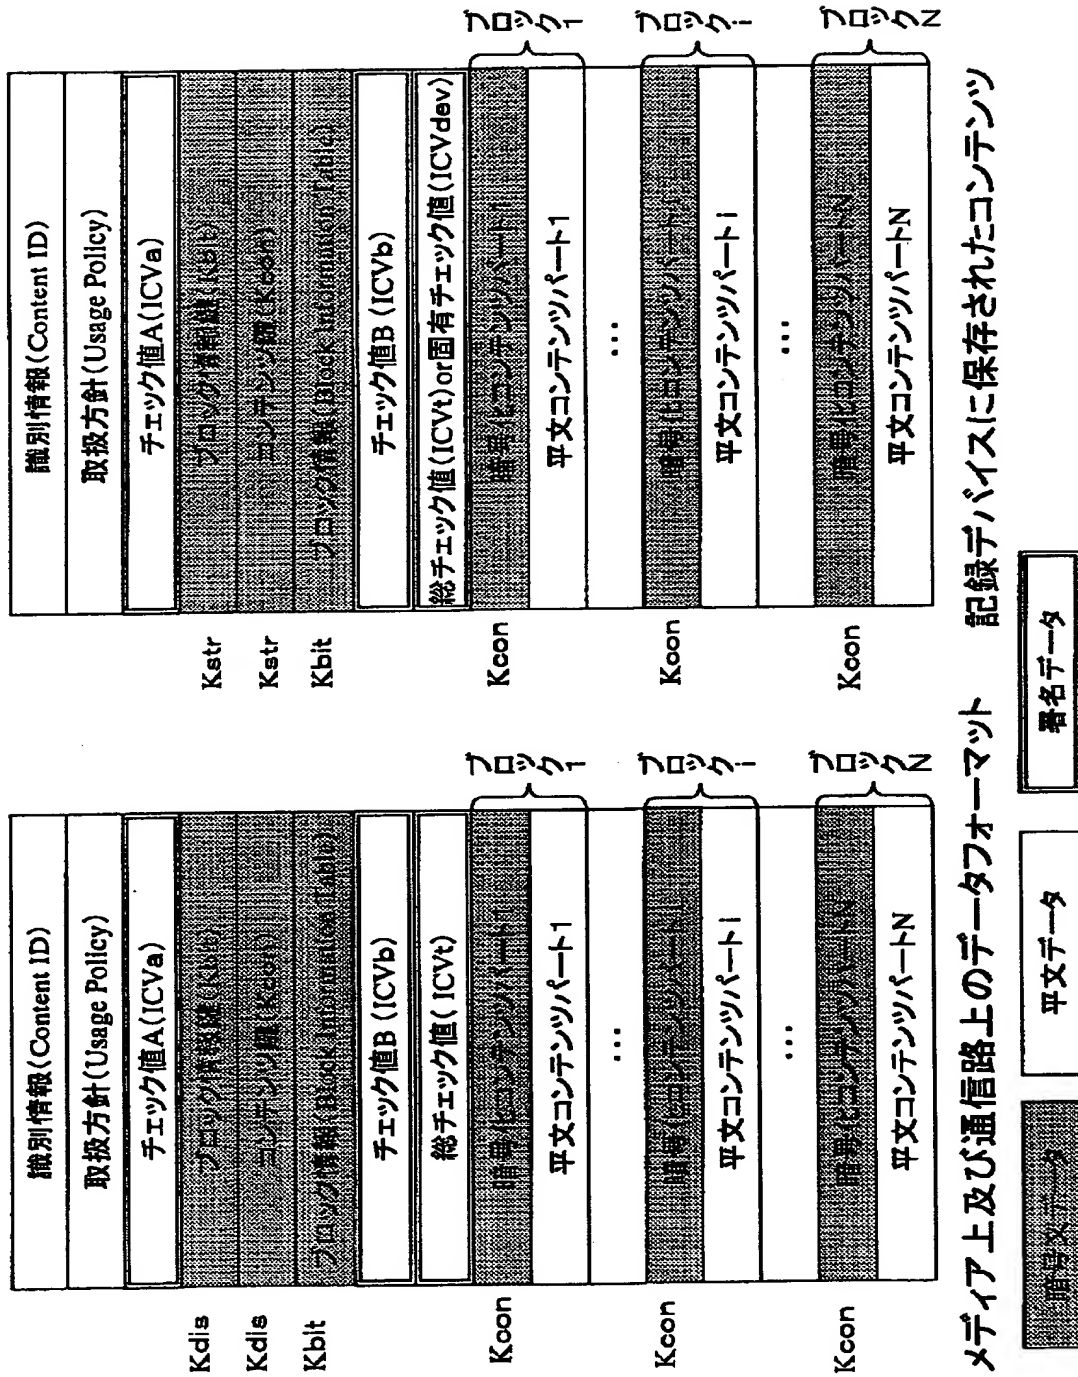 識別情報(Content ID)
取扱方針(Usage Policy)
チェック値A(ICVa)
Kdis
ブロック情報鍵(Kbit)
Kdis
コンテンツ鍵(Kcon)
Kbit
ブロック情報(Block Information Table)
チェック値B (ICVb)
総チェック値( ICVt)
Kcon
暗号化コンテンツパート1
平文コンテンツパート1
ブロック1
...
Kcon
暗号化コンテンツパートi
平文コンテンツパートi
ブロックi
...
Kcon
暗号化コンテンツパートN
平文コンテンツパートN
ブロックN
メディア上及び通信路上のデータフォーマット
識別情報(Content ID)
取扱方針(Usage Policy)
チェック値A(ICVa)
Kstr
ブロック情報鍵(Kbit)
Kstr
コンテンツ鍵(Kcon)
Kbit
ブロック情報(Block Information Table)
チェック値B (ICVb)
総チェック値(ICVt)or固有チェック値(ICVdev)
Kcon
暗号化コンテンツパート1
平文コンテンツパート1
ブロック1
...
Kcon
暗号化コンテンツパートi
平文コンテンツパートi
ブロックi
...
Kcon
暗号化コンテンツパートN
平文コンテンツパートN
ブロックN
記録デバイスに保存されたコンテンツ
暗号文データ
平文データ
署名データ